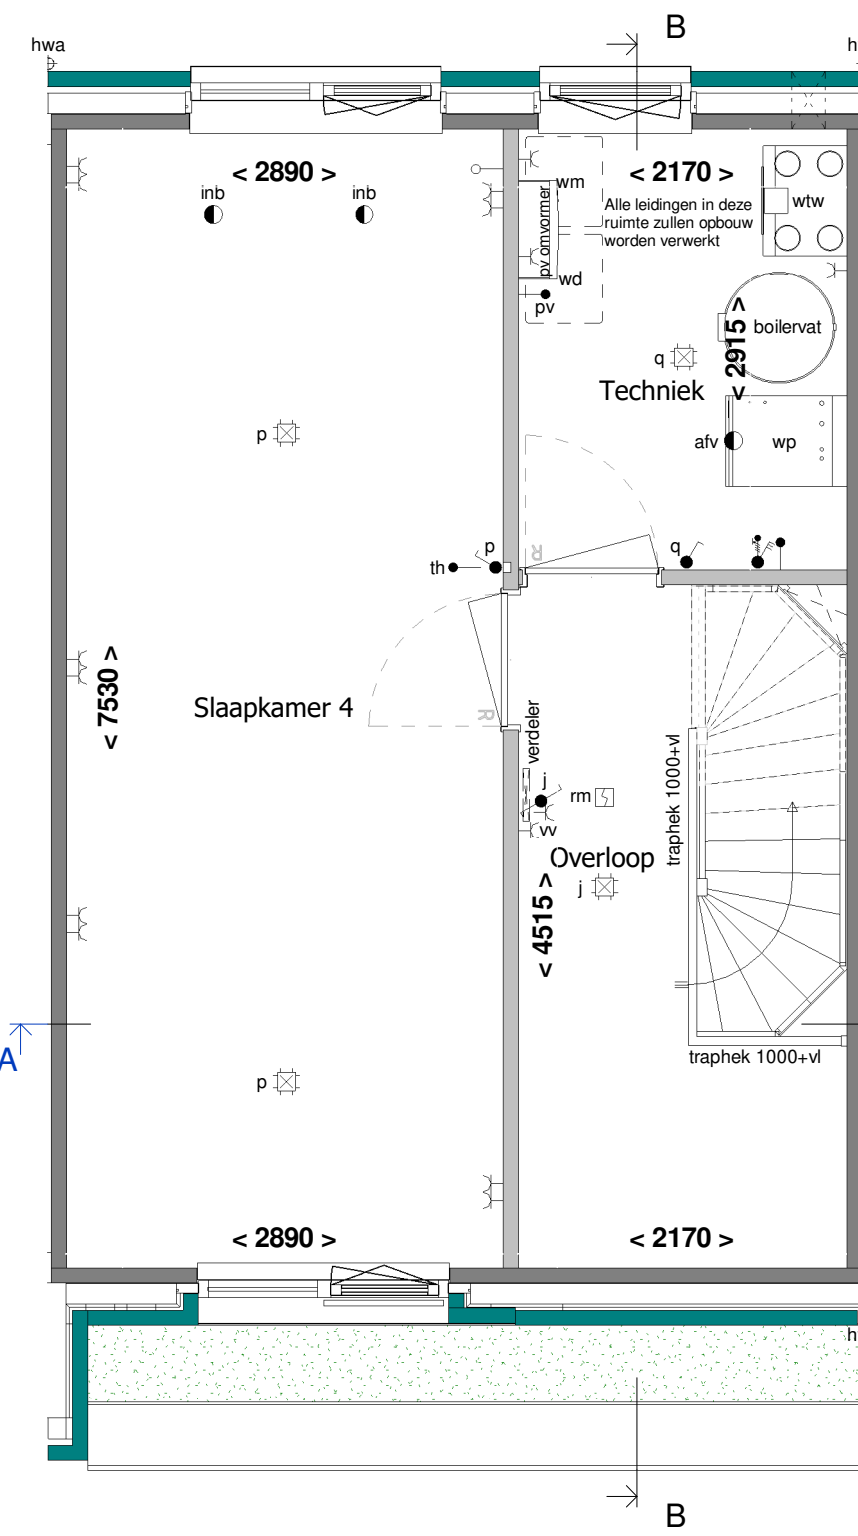 B
hwa
h
< 2890 >
< 2170 >
inb
inb
wm
Alle leidingen in deze
ruimte zullen opbouw
worden verwerkt
wtw
pv omvormer
wd
pv
boilervat
< 2915 >
q
Techniek
p
afv
wp
th
p
R
q
< 7530 >
Slaapkamer 4
R
verdeler
j
rm
vv
traphek 1000+vl
Overloop
j
< 4515 >
A
traphek 1000+vl
p
< 2890 >
< 2170 >
h
B